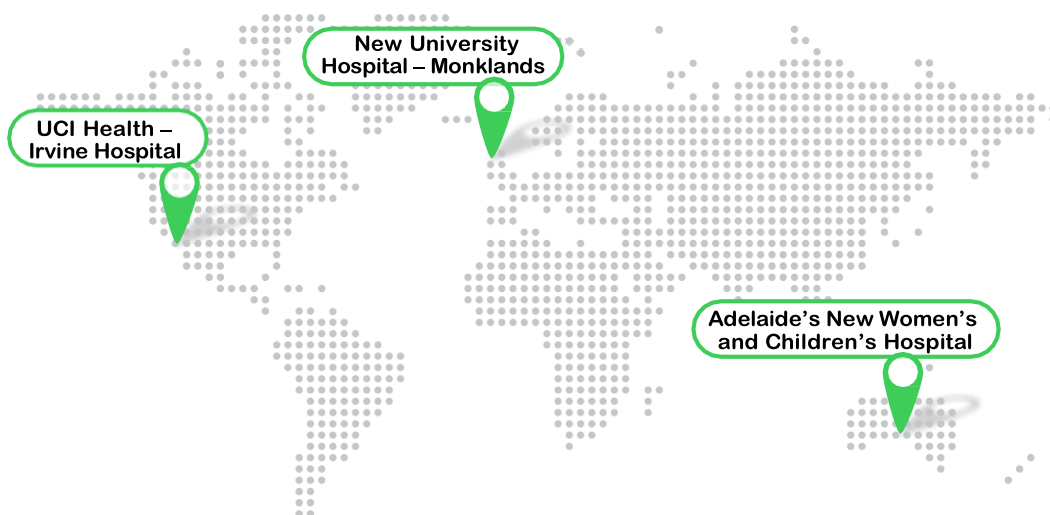 New University
Hospital – Monklands
UCI Health –
Irvine Hospital
Adelaide’s New Women’s
and Children’s Hospital